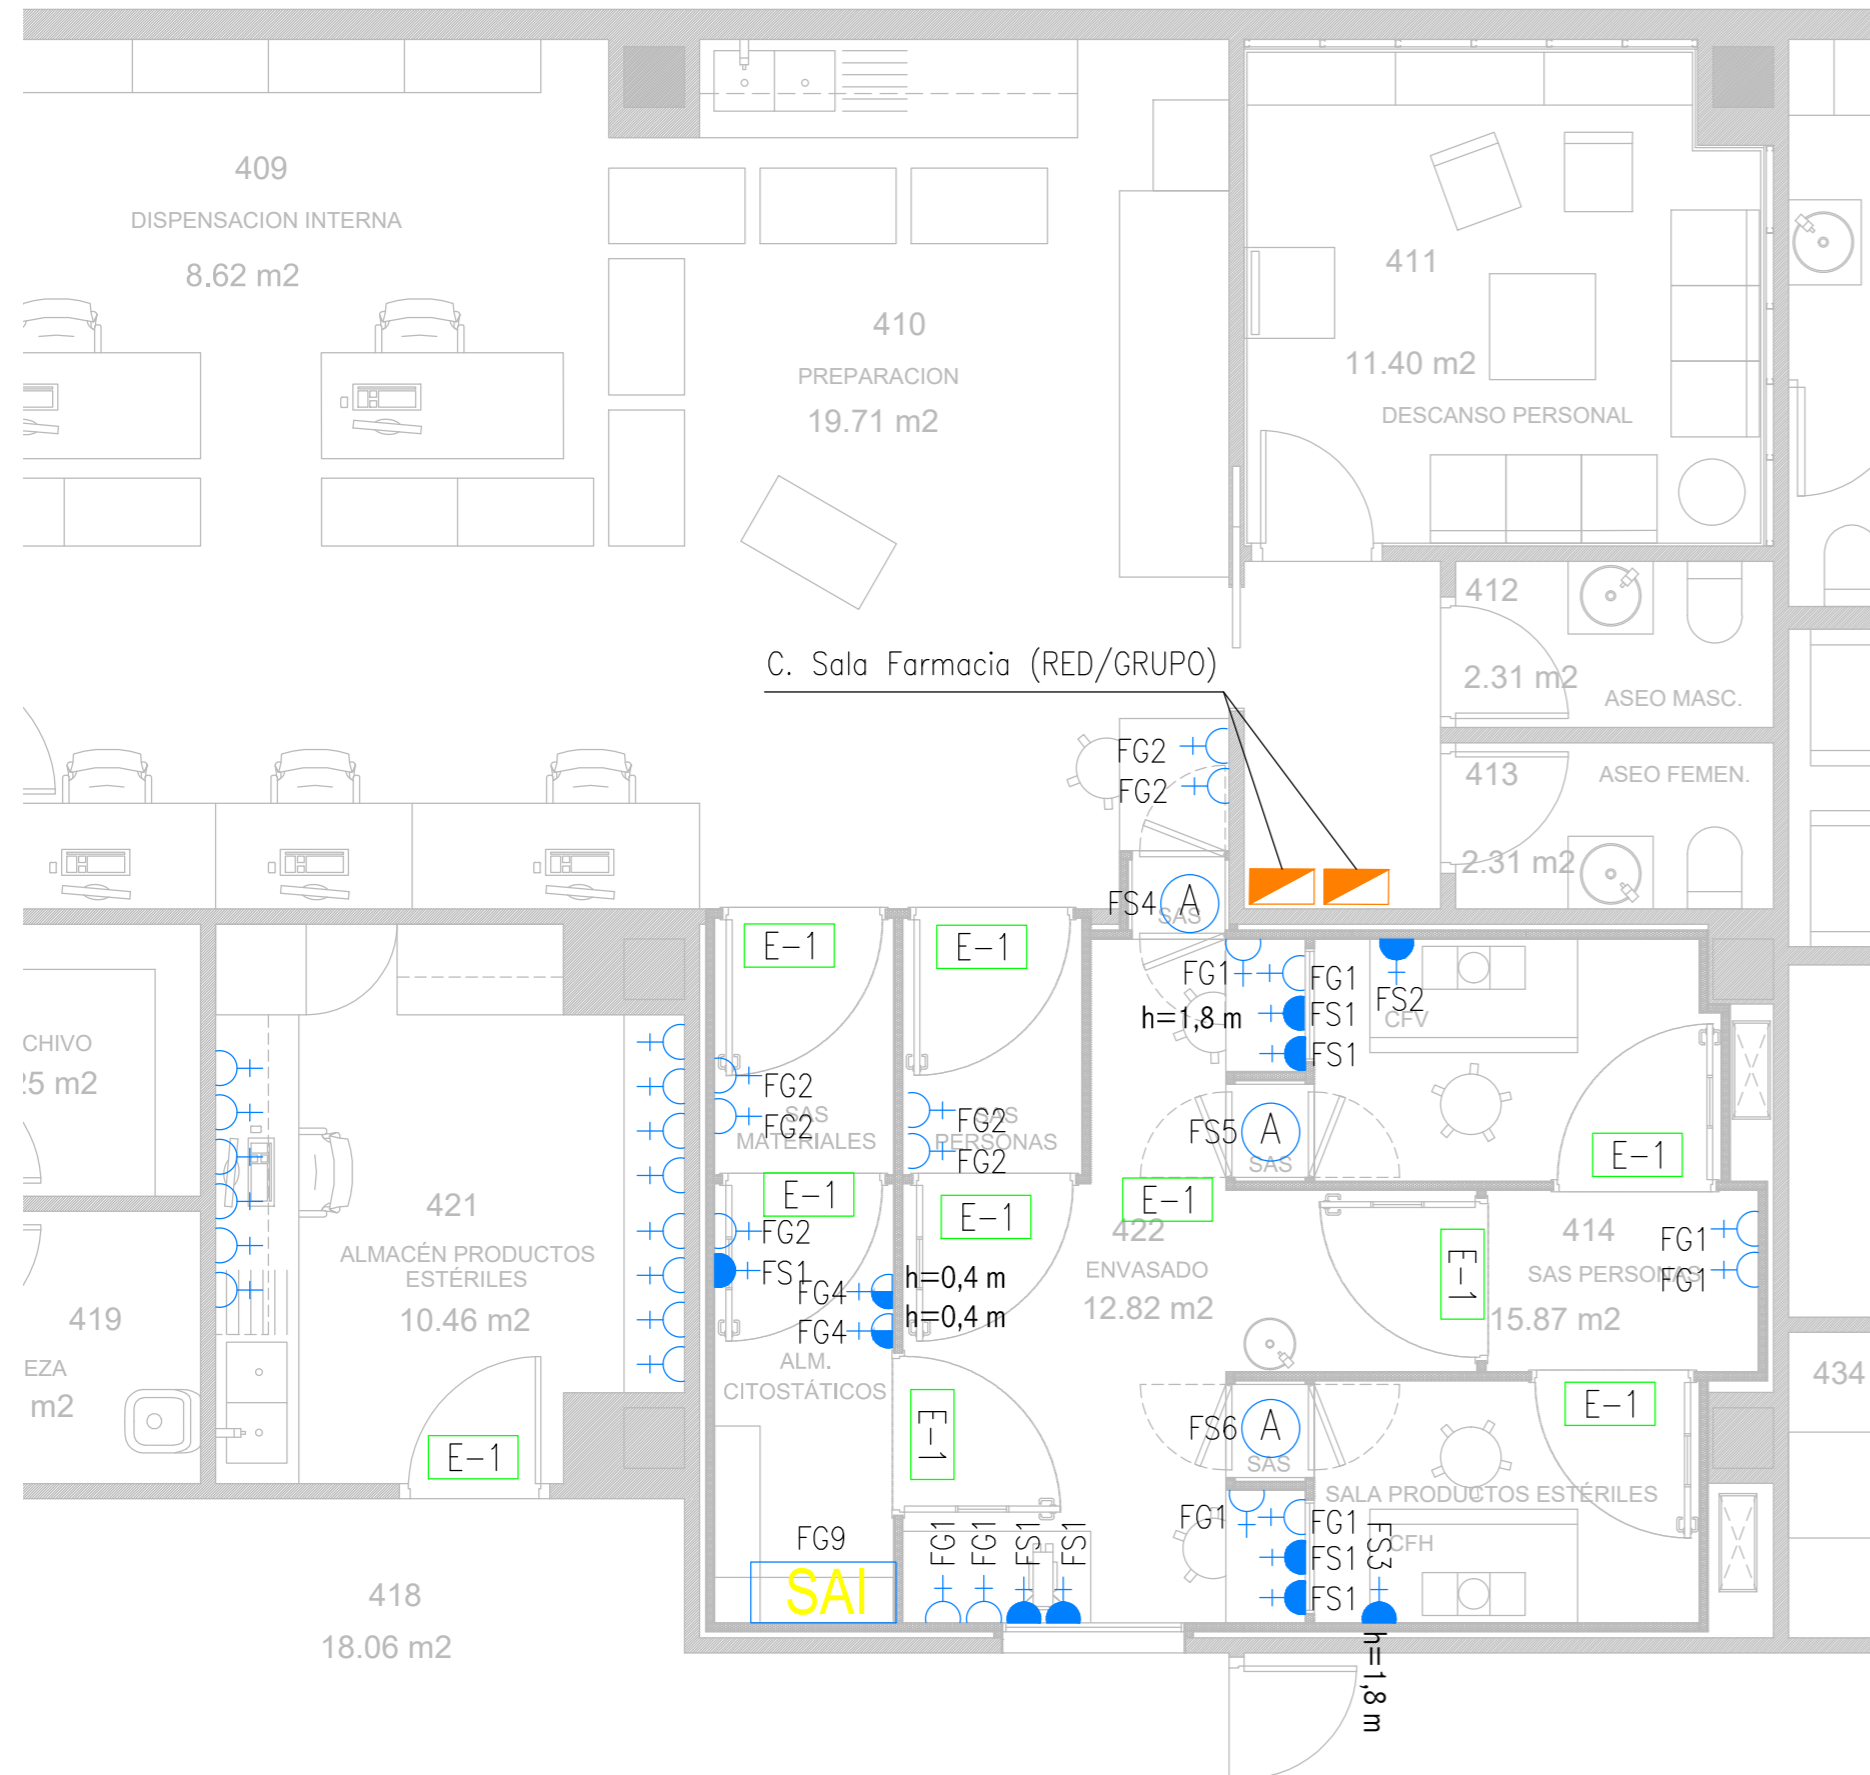 409
DISPENSACION INTERNA
8.62 m2
410
PREPARACION
19.71 m2
411
11.40 m2
DESCANSO PERSONAL
412
2.31 m2
ASEO MASC.
C. Sala Farmacia (RED/GRUPO)
FG2
FG2
413
ASEO FEMEN.
2.31 m2
FS4
A
SAS
E-1
E-1
FG1
FG1
h=1,8 m
FS1
FS1
FS2
CFV
CHIVO
25 m2
FG2
FG2
SAS
MATERIALES
FG2
FG2
SAS
PERSONAS
FS5
A
SAS
E-1
E-1
E-1
E-1
421
ALMACÉN PRODUCTOS
ESTÉRILES
10.46 m2
FG2
FS1
FG4
h=0,4 m
FG4
h=0,4 m
422
ENVASADO
12.82 m2
E-1
414
SAS PERSONAS
15.87 m2
FG1
FG1
419
EZA
m2
ALM.
CITOSTÁTICOS
E-1
E-1
FS6
A
SAS
E-1
434
SALA PRODUCTOS ESTÉRILES
FG9
SAI
FG1
FG1
FS1
FS1
FG1
FG1
FS1
FS1
FS3
CFH
h=1,8 m
418
18.06 m2